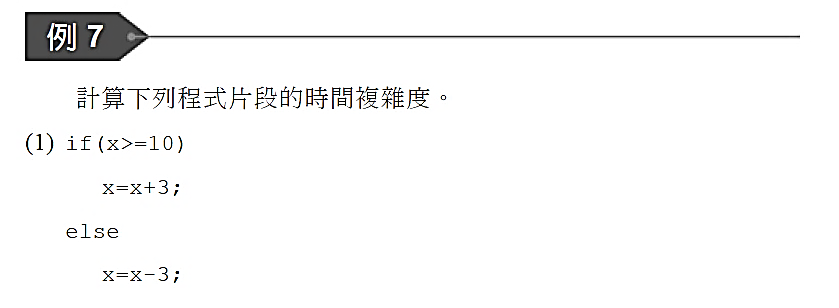 例 7
計算下列程式片段的時間複雜度。
(1) if(x>=10)
x=x+3;
else
x=x-3;